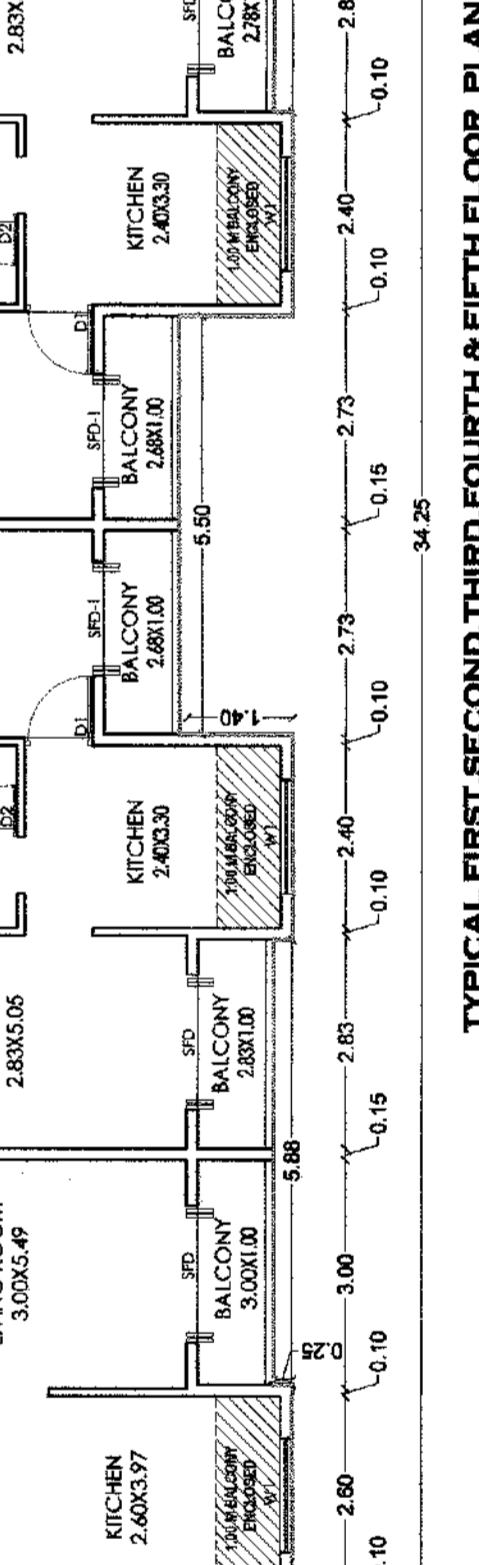 2.83X
SFD
BALC
2.78X
2.8
0.10
D2
KITCHEN
2.40X3.30
1.00 M BALCONY
ENCLOSED
W1
2.40
0.10
D1
SFD-1
BALCONY
2.68X1.00
2.73
5.50
0.15
34.25
SFD-1
BALCONY
2.68X1.00
2.73
1.40
0.10
D1
D2
KITCHEN
2.40X3.30
1.00 M BALCONY
ENCLOSED
W1
2.40
0.10
2.83X5.05
SFD
BALCONY
2.83X1.00
2.83
0.15
5.88
3.00X5.49
SFD
BALCONY
3.00X1.00
3.00
0.25
0.10
KITCHEN
2.60X3.97
1.00 M BALCONY
ENCLOSED
W1
2.60
.10
TYPICAL FIRST,SECOND,THIRD,FOURTH & FIFTH FLOOR PLAN